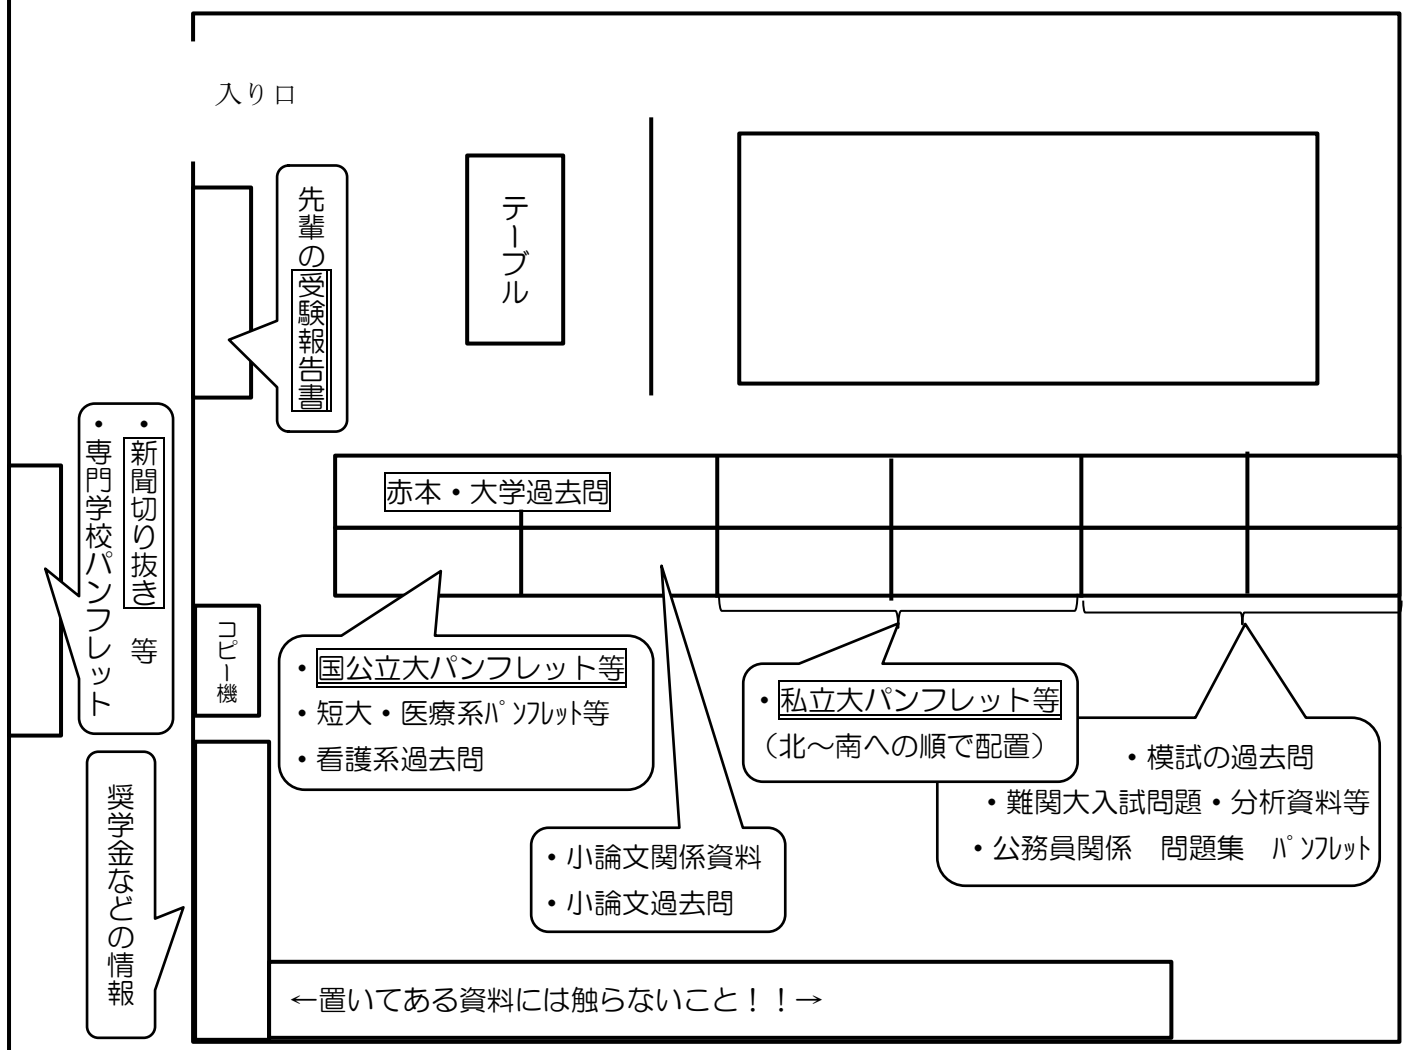 入り口
先輩の受験報告書
テーブル
・新聞切り抜き　等
・専門学校パンフレット
赤本・大学過去問
コピー機
・国公立大パンフレット等
・短大・医療系ﾊﾟﾝﾌﾚｯﾄ等
・看護系過去問
・私立大パンフレット等
（北～南への順で配置）
・模試の過去問
・難関大入試問題・分析資料等
・公務員関係　問題集　ﾊﾟﾝﾌﾚｯﾄ
・小論文関係資料
・小論文過去問
奨学金などの情報
←置いてある資料には触らないこと！！→